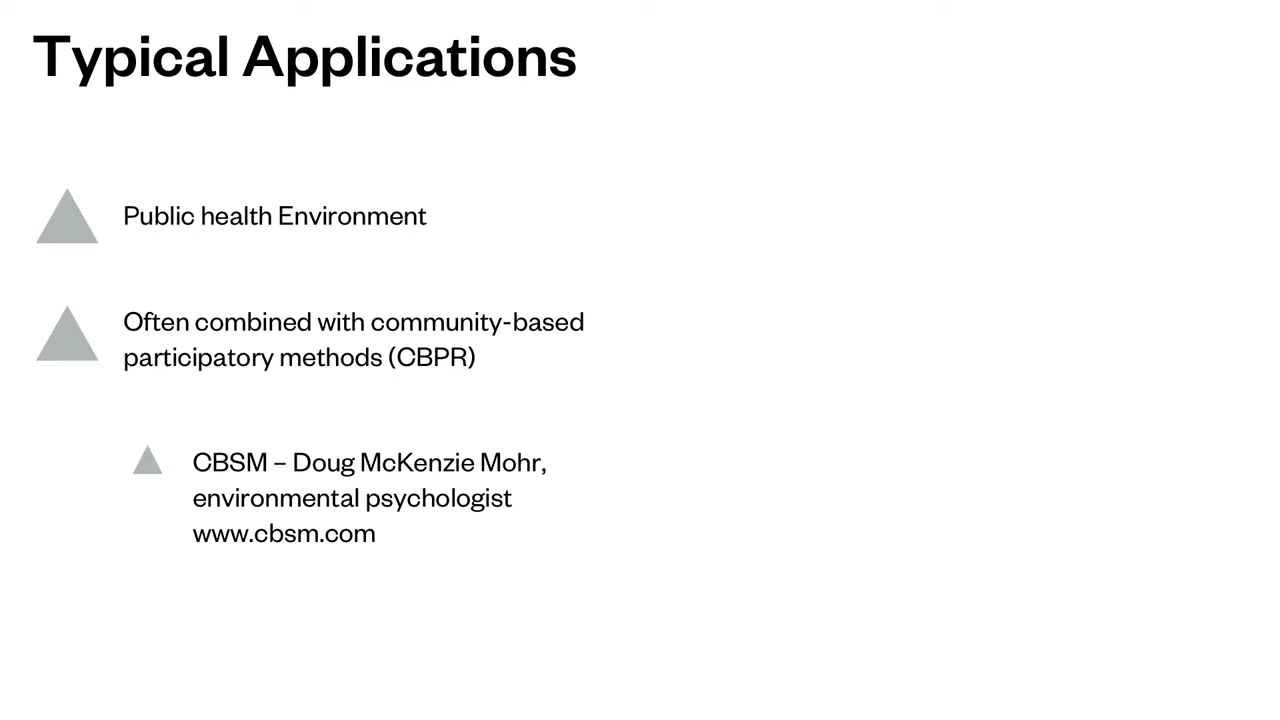 Typical Applications
Public health Environment
Often combined with community-based
participatory methods (CBPR)
CBSM – Doug McKenzie Mohr,
environmental psychologist
www.cbsm.com